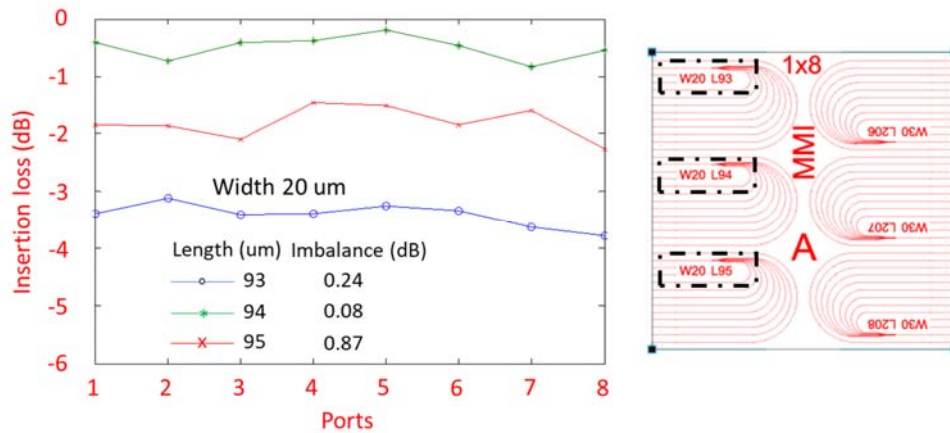 0
-1
-2
-3
-4
-5
-6
Insertion loss (dB)
Width 20 um
Length (um) Imbalance (dB)
93 0.24
94 0.08
95 0.87
1 2 3 4 5 6 7 8
Ports
1x8
MMI
A
W20 L93
W20 L94
W20 L95
W30 L206
W30 L207
W30 L208